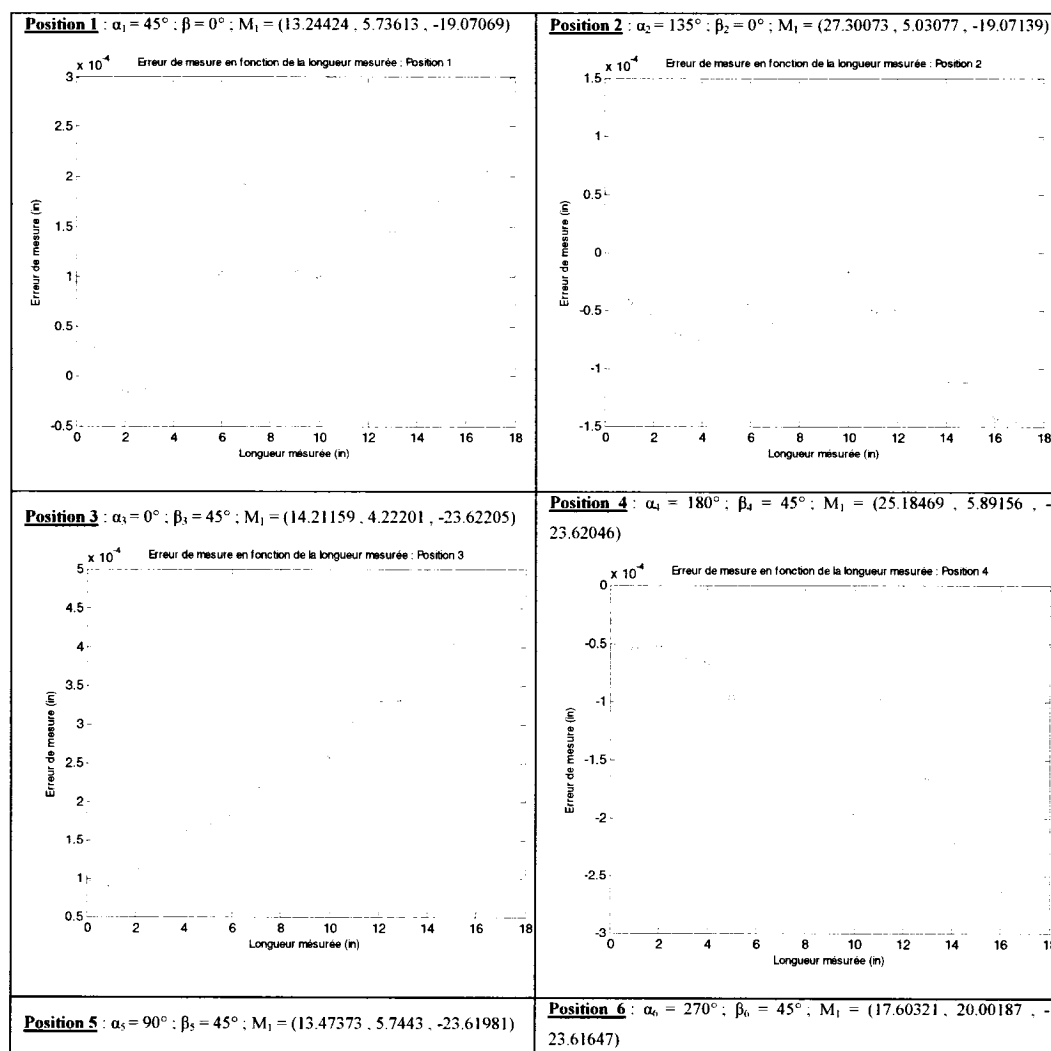 Position 1 : α₁ = 45° ; β = 0° ; M₁ = (13.24424 , 5.73613 , -19.07069)
x 10⁻⁴ Erreur de mesure en fonction de la longueur mesurée : Position 1
3
2.5
2
1.5
1
0.5
0
-0.5
Erreur de mesure (in)
0 2 4 6 8 10 12 14 16 18
Longueur mésurée (in)
Position 2 : α₂ = 135° ; β₂ = 0° ; M₁ = (27.30073 , 5.03077 , -19.07139)
x 10⁻⁴ Erreur de mesure en fonction de la longueur mesurée : Position 2
1.5
1
0.5
0
-0.5
-1
-1.5
Erreur de mesure (in)
0 2 4 6 8 10 12 14 16 18
Longueur mésurée (in)
Position 3 : α₃ = 0° ; β₃ = 45° ; M₁ = (14.21159 , 4.22201 , -23.62205)
x 10⁻⁴ Erreur de mesure en fonction de la longueur mesurée : Position 3
5
4.5
4
3.5
3
2.5
2
1.5
1
0.5
Erreur de mesure (in)
0 2 4 6 8 10 12 14 16 18
Longueur mésurée (in)
Position 4 : α₄ = 180° ; β₄ = 45° ; M₁ = (25.18469 , 5.89156 , -
23.62046)
x 10⁻⁴ Erreur de mesure en fonction de la longueur mesurée : Position 4
0
-0.5
-1
-1.5
-2
-2.5
-3
Erreur de mesure (in)
0 2 4 6 8 10 12 14 16 18
Longueur mésurée (in)
Position 5 : α₅ = 90° ; β₅ = 45° ; M₁ = (13.47373 , 5.7443 , -23.61981)
Position 6 : α₆ = 270° ; β₆ = 45° ; M₁ = (17.60321 , 20.00187 , -
23.61647)